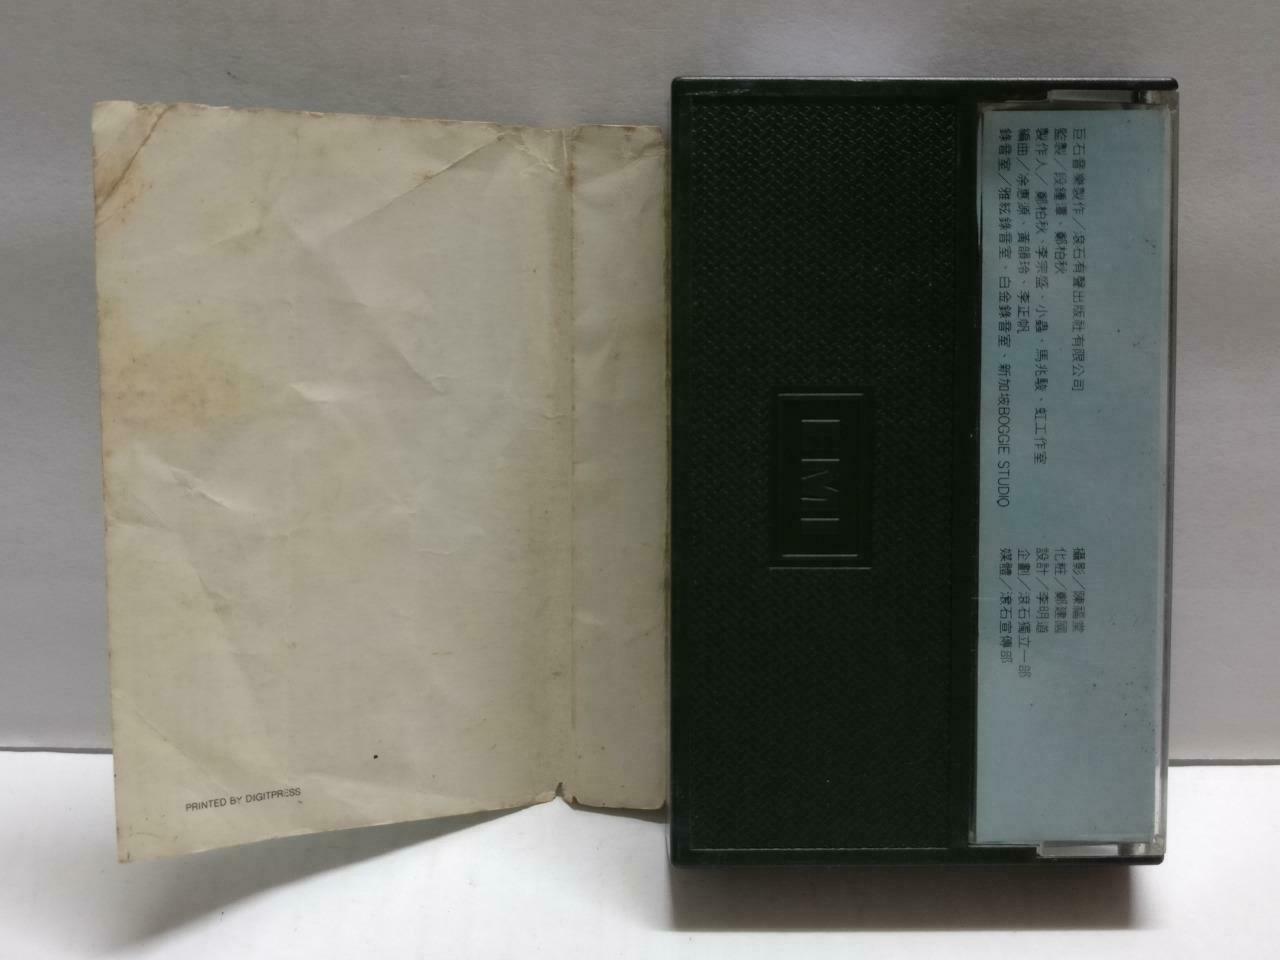 巨石音樂製作／滾石有聲出版社有限公司
監製／段鍾潭、鄭柏秋
製作人／鄭柏秋、李宗盛、小蟲、馬兆駿、虹工作室
編曲／凃惠源、黃韻玲、李正帆
錄音室／雅絃錄音室、白金錄音室、新加坡BOGGIE STUDIO
攝影／陳福堂
化粧／鄭建國
設計／李明道
企劃／滾石獨立一部
媒體／滾石宣傳部
EMI
PRINTED BY DIGITPRESS